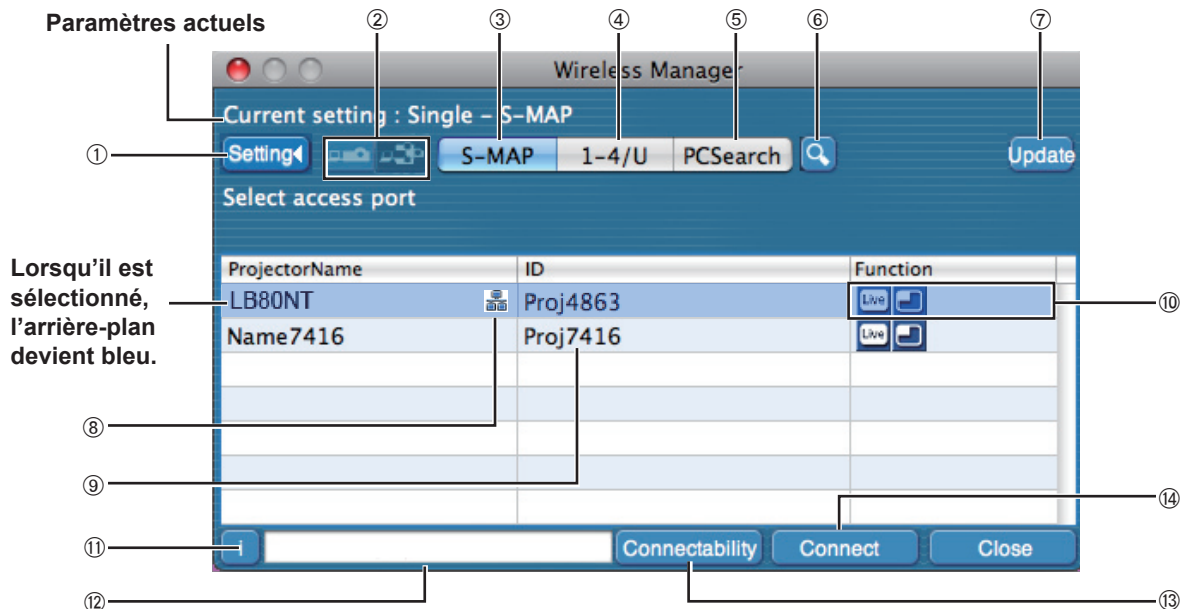 Paramètres actuels
② ③ ④ ⑤ ⑥ ⑦
Wireless Manager
Current setting : Single – S-MAP
① Setting S-MAP 1-4/U PCSearch Update
Select access port
Lorsqu'il est
sélectionné,
l'arrière-plan
devient bleu.
ProjectorName ID Function
LB80NT Proj4863 Live ⑩
Name7416 Proj7416 Live
⑧
⑨
⑭
⑪ i Connectability Connect Close
⑫ ⑬